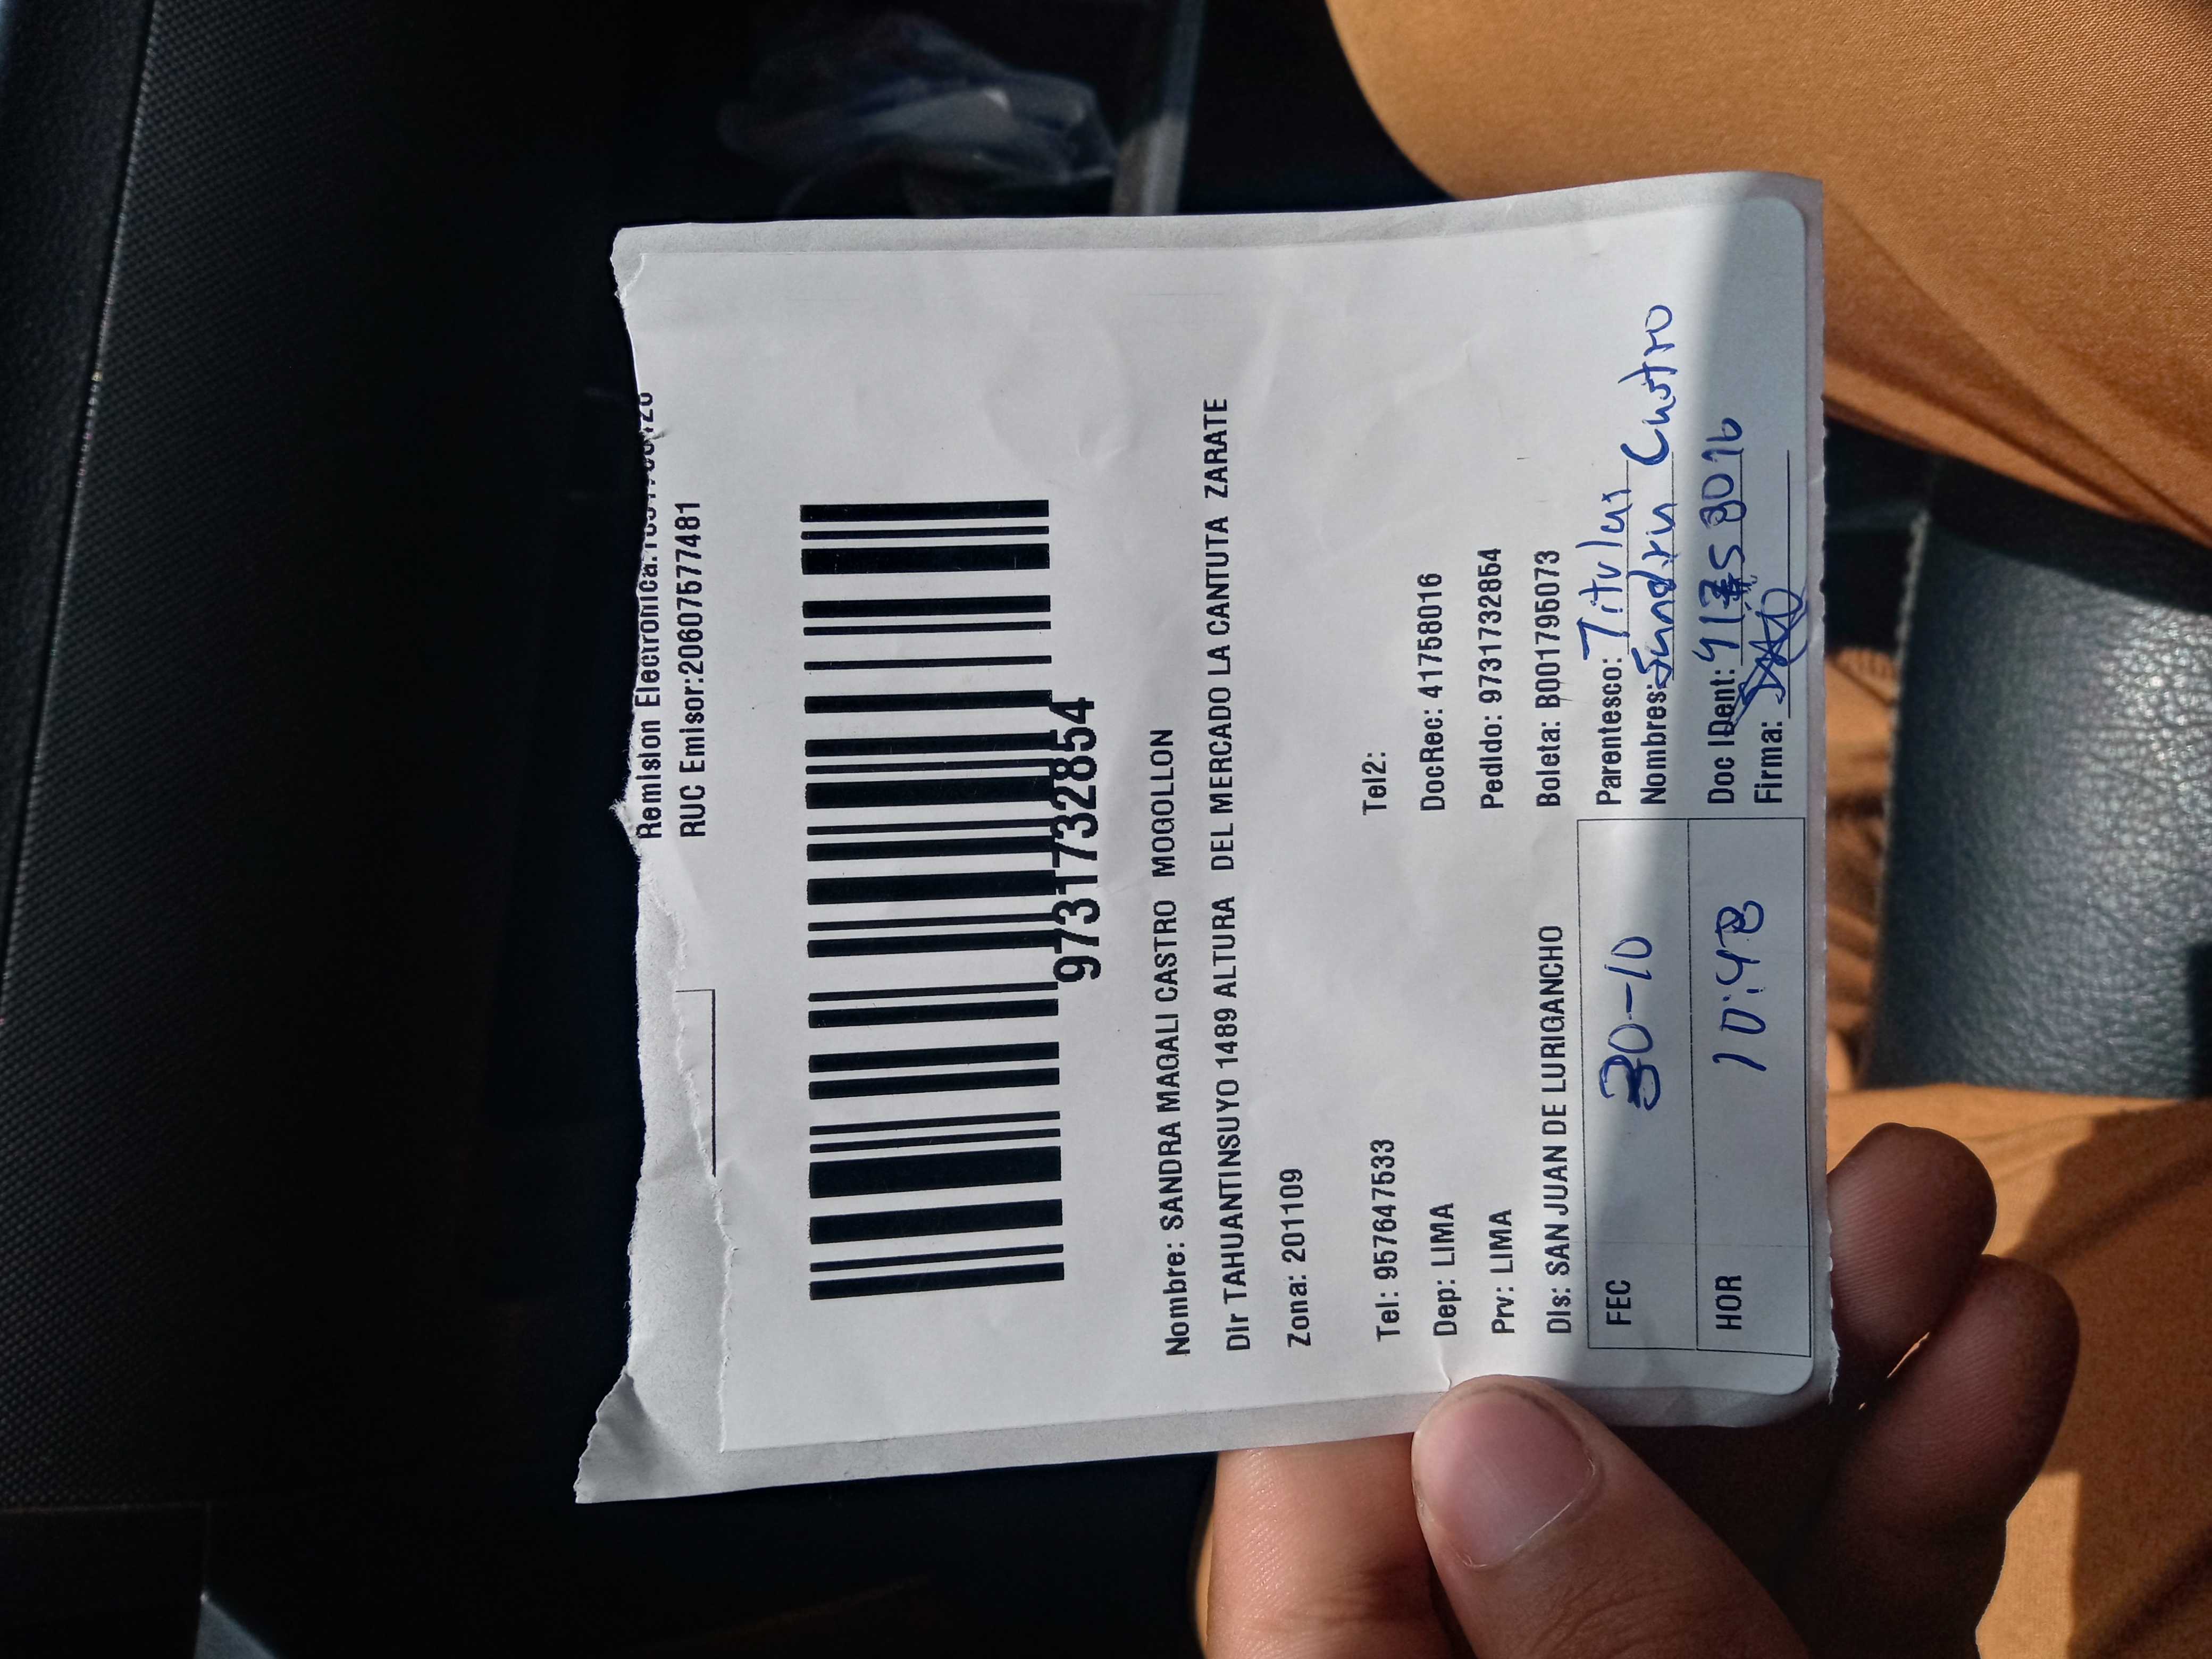 Remision Electronica:
RUC Emisor:20607577481
9731732854
Nombre: SANDRA MAGALI CASTRO MOGOLLON
Dir TAHUANTINSUYO 1489 ALTURA DEL MERCADO LA CANTUTA ZARATE
Zona: 201109
Tel: 957647533 Tel2:
Dep: LIMA DocRec: 41758016
Prv: LIMA Pedido: 9731732854
Dis: SAN JUAN DE LURIGANCHO Boleta: B001795073
FEC 30-10 Parentesco: Titular
Nombres: Sandra Castro
HOR 10:48 Doc IDent: 41758016
Firma: